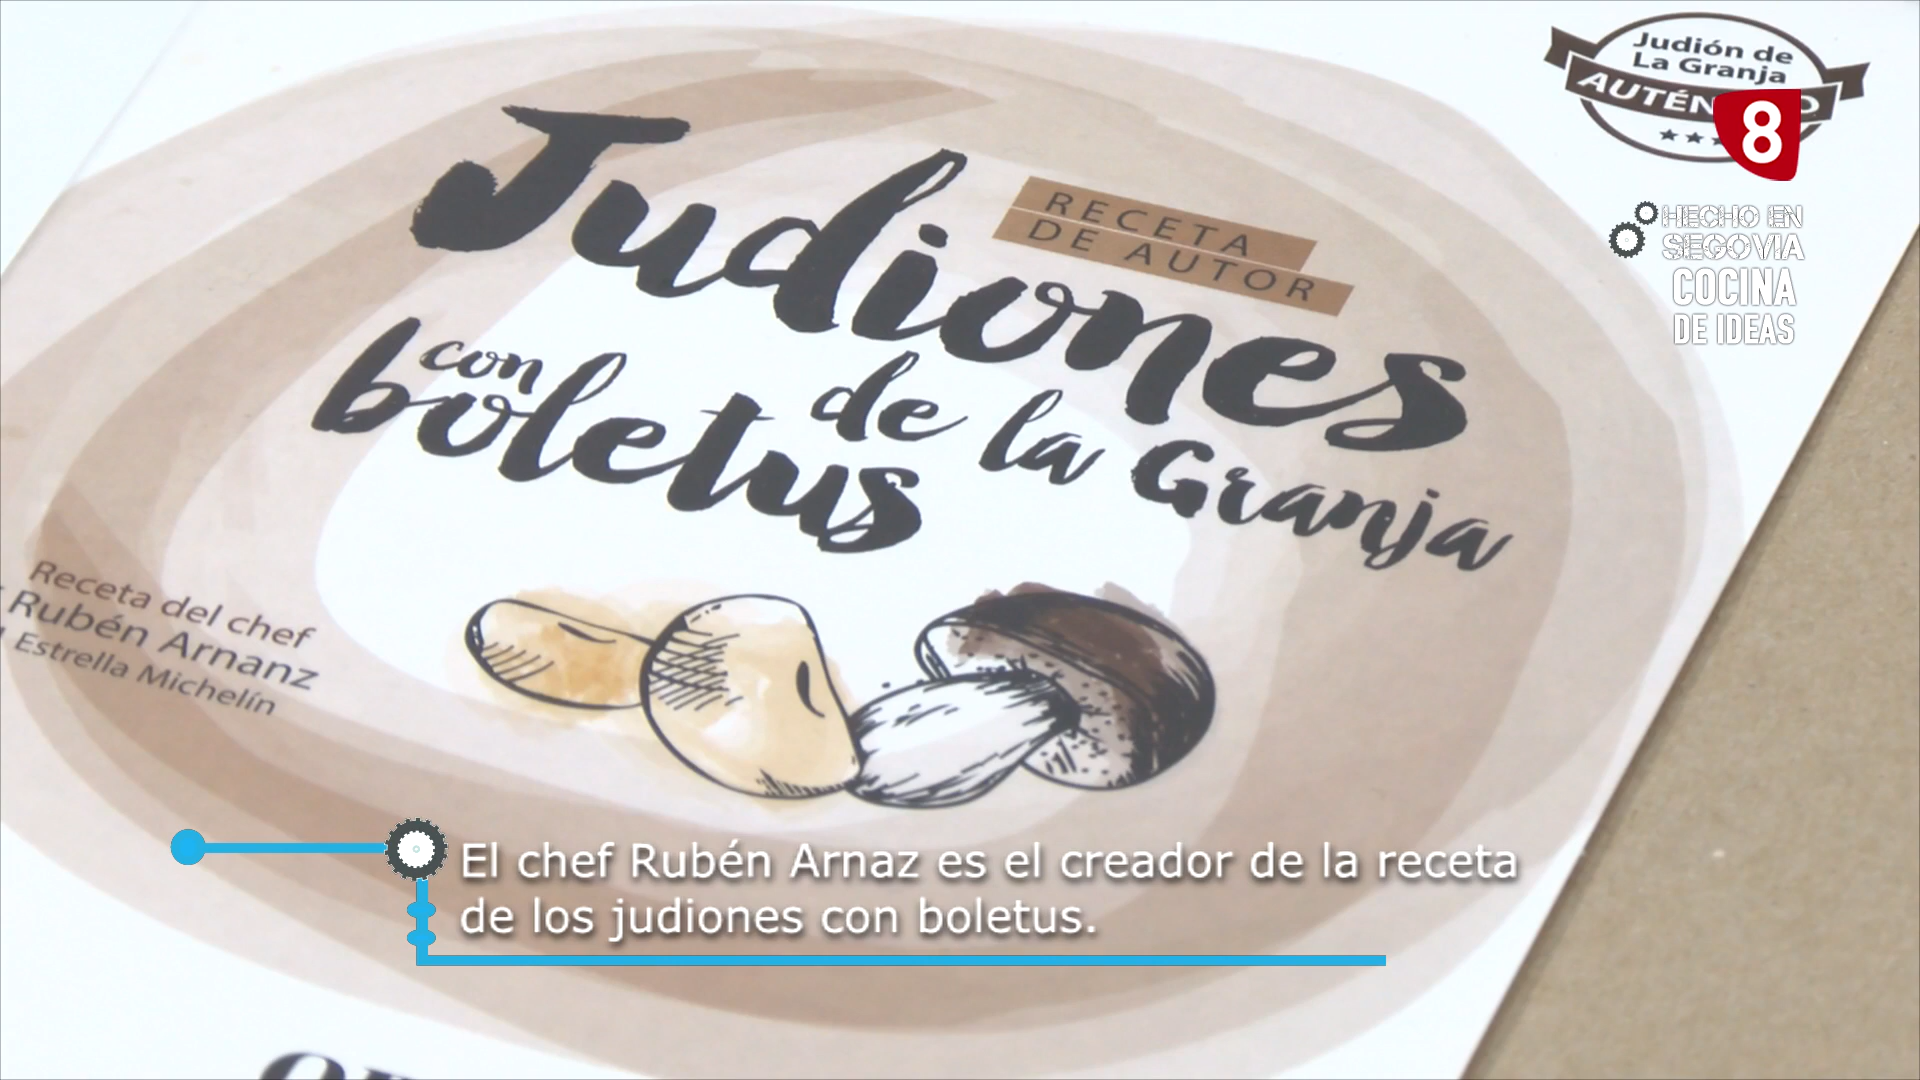 Judión de
La Granja
8
HECHO EN
SEGOVIA
COCINA
DE IDEAS
RECETA
DE AUTOR
Judiones
de la Granja
con
boletus
Receta del chef
Rubén Arnanz
Estrella Michelín
El chef Rubén Arnaz es el creador de la receta
de los judiones con boletus.